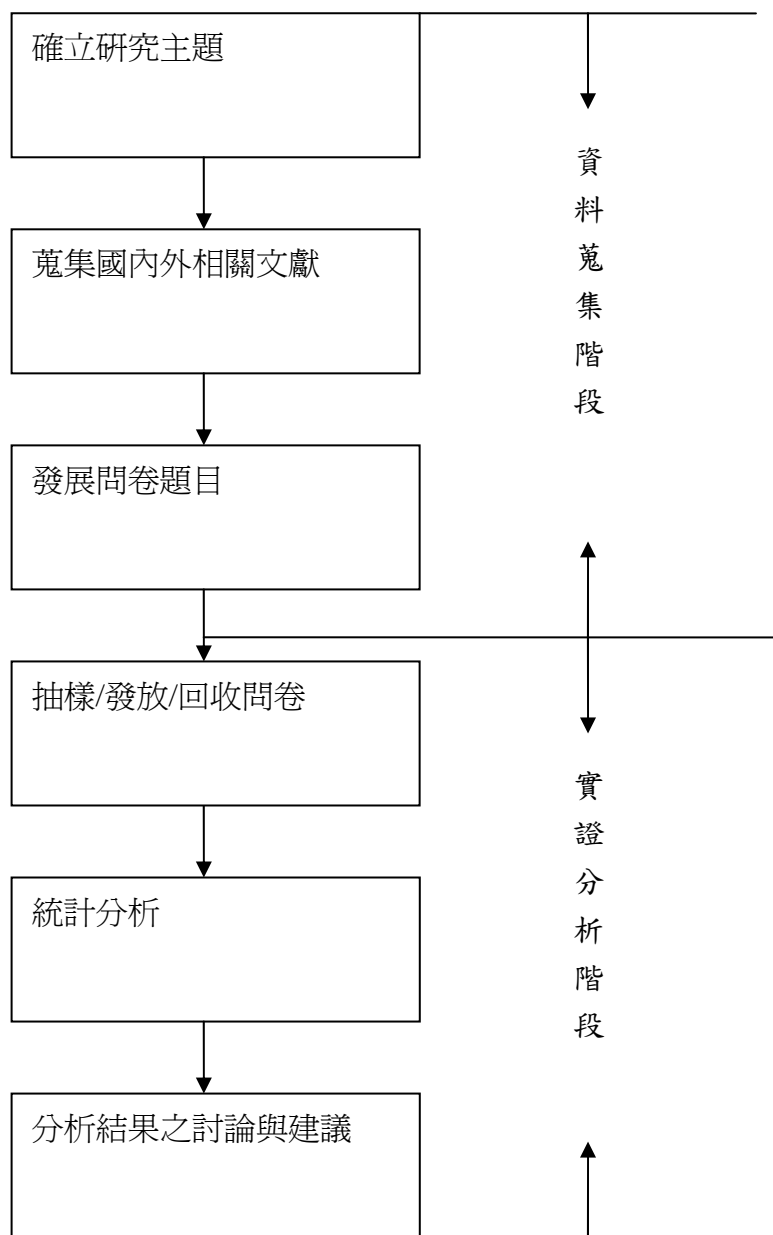 確立研究主題
蒐集國內外相關文獻
發展問卷題目
抽樣/發放/回收問卷
統計分析
分析結果之討論與建議
資料蒐集階段
實證分析階段